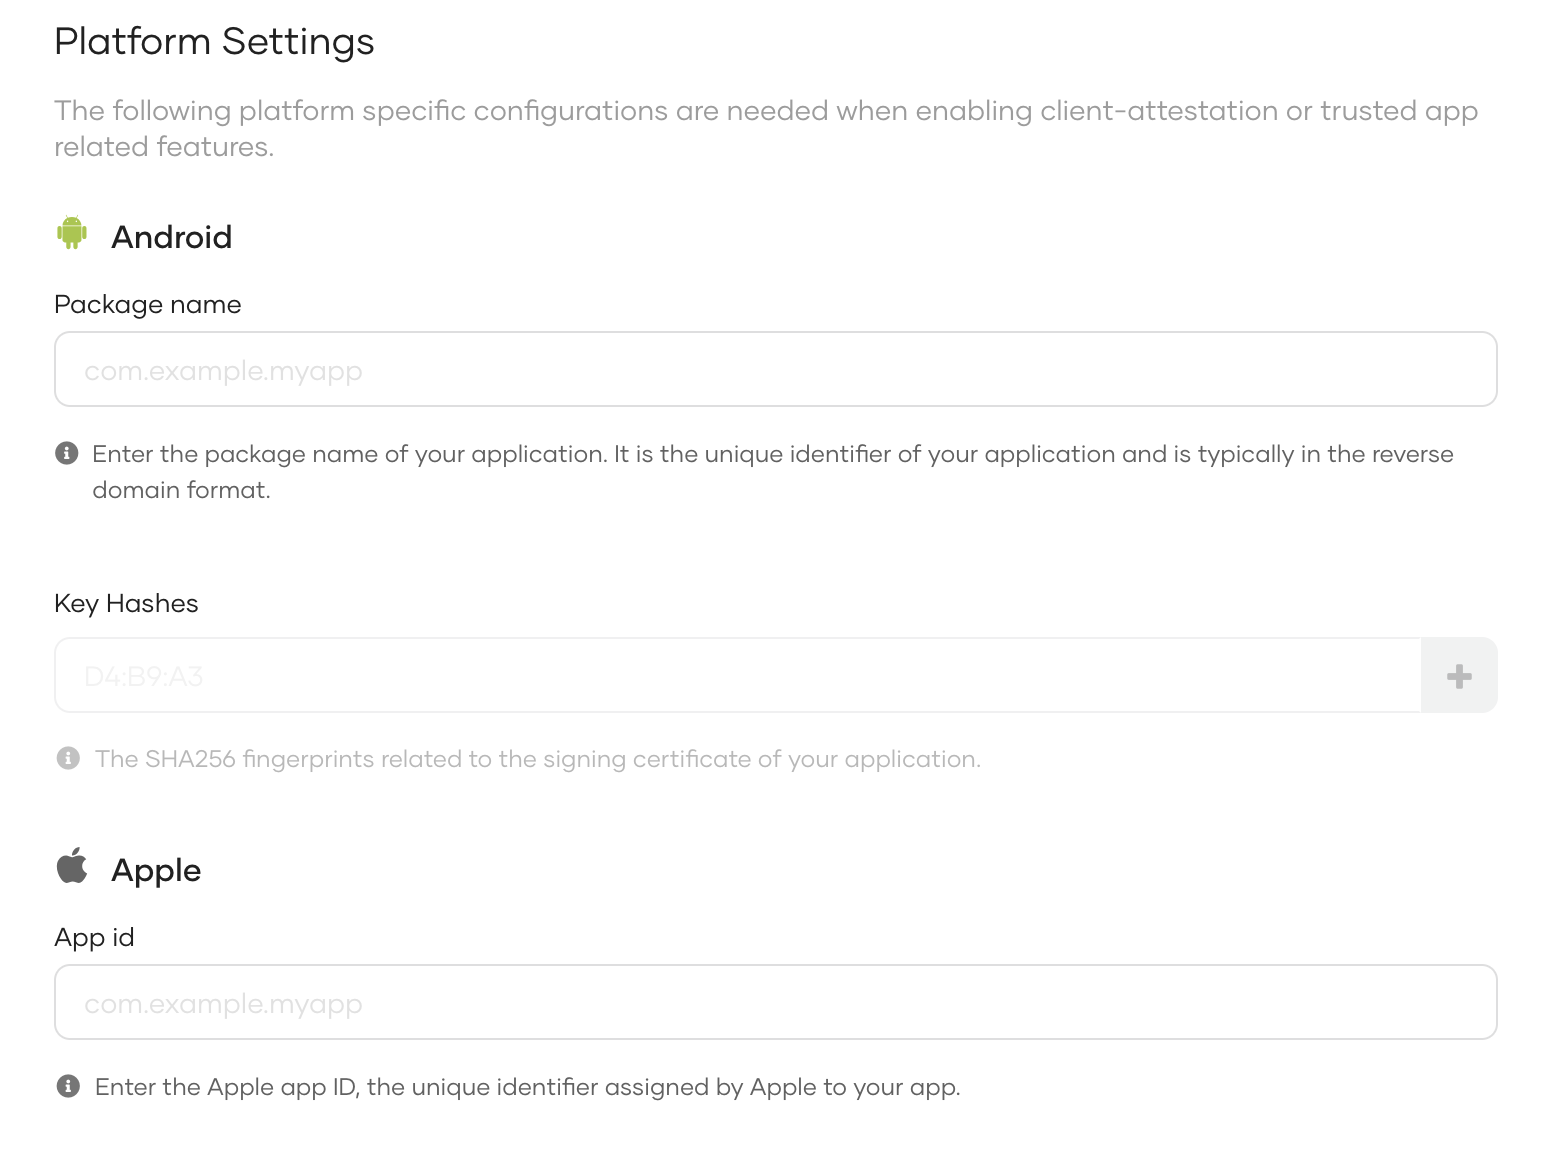 Platform Settings
The following platform specific configurations are needed when enabling client-attestation or trusted app
related features.
Android
Package name
com.example.myapp
Enter the package name of your application. It is the unique identifier of your application and is typically in the reverse
domain format.
Key Hashes
D4:B9:A3
The SHA256 fingerprints related to the signing certificate of your application.
Apple
App id
com.example.myapp
Enter the Apple app ID, the unique identifier assigned by Apple to your app.